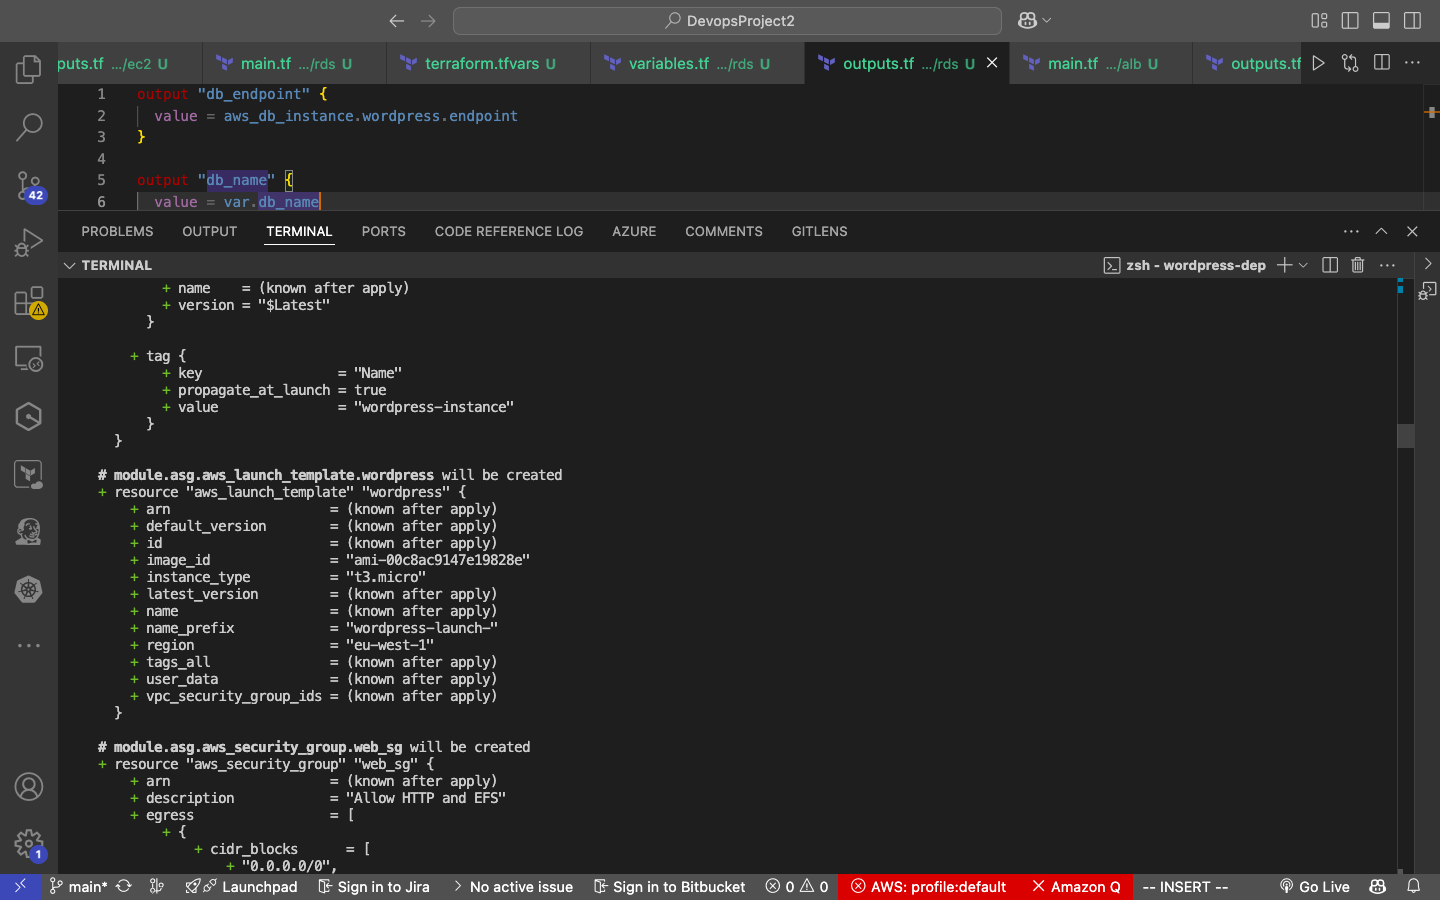 DevopsProject2
puts.tf .../ec2 U
main.tf .../rds U
terraform.tfvars U
variables.tf .../rds U
outputs.tf .../rds U
main.tf .../alb U
outputs.tf
1 output "db_endpoint" {
2 value = aws_db_instance.wordpress.endpoint
3 }
4
5 output "db_name" {
6 value = var.db_name
42
PROBLEMS OUTPUT TERMINAL PORTS CODE REFERENCE LOG AZURE COMMENTS GITLENS
TERMINAL
zsh - wordpress-dep
+ name    = (known after apply)
+ version = "$Latest"
}
+ tag {
+ key                 = "Name"
+ propagate_at_launch = true
+ value               = "wordpress-instance"
}
}
# module.asg.aws_launch_template.wordpress will be created
+ resource "aws_launch_template" "wordpress" {
+ arn                    = (known after apply)
+ default_version        = (known after apply)
+ id                     = (known after apply)
+ image_id               = "ami-00c8ac9147e19828e"
+ instance_type          = "t3.micro"
+ latest_version         = (known after apply)
+ name                   = (known after apply)
+ name_prefix            = "wordpress-launch-"
+ region                 = "eu-west-1"
+ tags_all               = (known after apply)
+ user_data              = (known after apply)
+ vpc_security_group_ids = (known after apply)
}
# module.asg.aws_security_group.web_sg will be created
+ resource "aws_security_group" "web_sg" {
+ arn                    = (known after apply)
+ description            = "Allow HTTP and EFS"
+ egress                 = [
+ {
+ cidr_blocks      = [
+ "0.0.0.0/0",
1
main* Launchpad Sign in to Jira No active issue Sign in to Bitbucket 0 0 AWS: profile:default Amazon Q -- INSERT -- Go Live